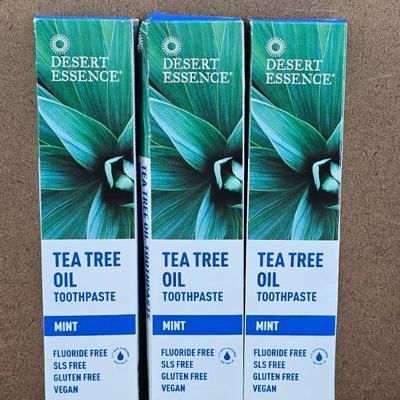 DESERT
ESSENCE®
TEA TREE
OIL
TOOTHPASTE
MINT
FLUORIDE FREE
SLS FREE
GLUTEN FREE
VEGAN
TEA TREE OIL TOOTHPASTE
DESERT
ESSENCE®
TEA TREE
OIL
TOOTHPASTE
MINT
FLUORIDE FREE
SLS FREE
GLUTEN FREE
VEGAN
DESERT
ESSENCE®
TEA TREE
OIL
TOOTHPASTE
MINT
FLUORIDE FREE
SLS FREE
GLUTEN FREE
VEGAN